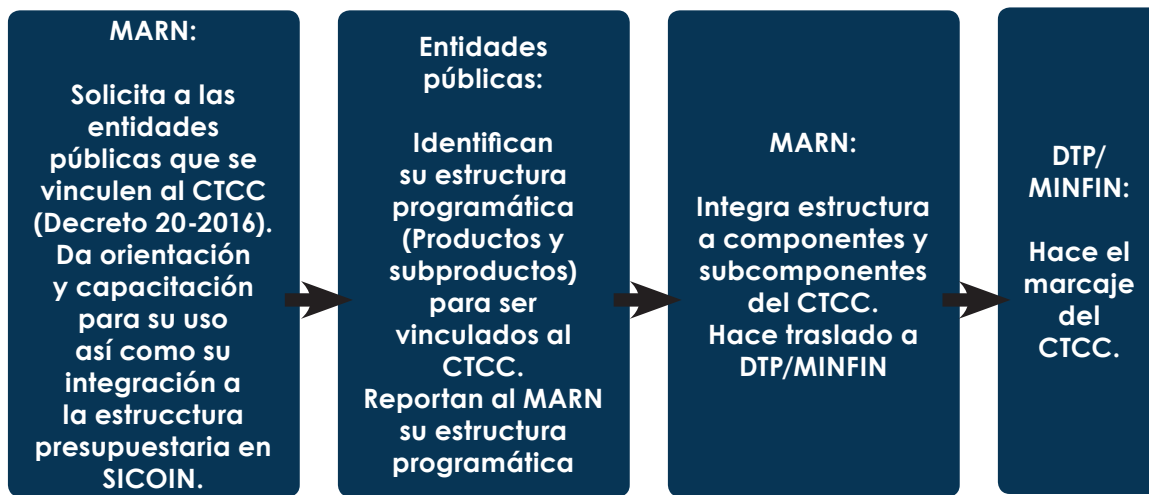 MARN:
Solicita a las
entidades
públicas que se
vinculen al CTCC
(Decreto 20-2016).
Da orientación
y capacitación
para su uso
así como su
integración a
la estrucctura
presupuestaria en
SICOIN.
Entidades
públicas:
Identifican
su estructura
programática
(Productos y
subproductos)
para ser
vinculados al
CTCC.
Reportan al MARN
su estructura
programática
MARN:
Integra estructura
a componentes y
subcomponentes
del CTCC.
Hace traslado a
DTP/MINFIN
DTP/
MINFIN:
Hace el
marcaje
del
CTCC.